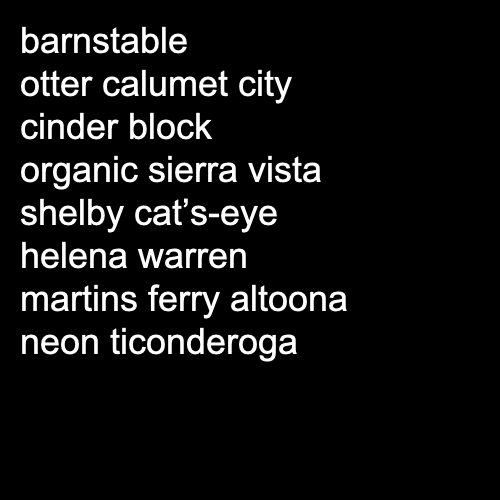 barnstable
otter calumet city
cinder block
organic sierra vista
shelby cat’s-eye
helena warren
martins ferry altoona
neon ticonderoga